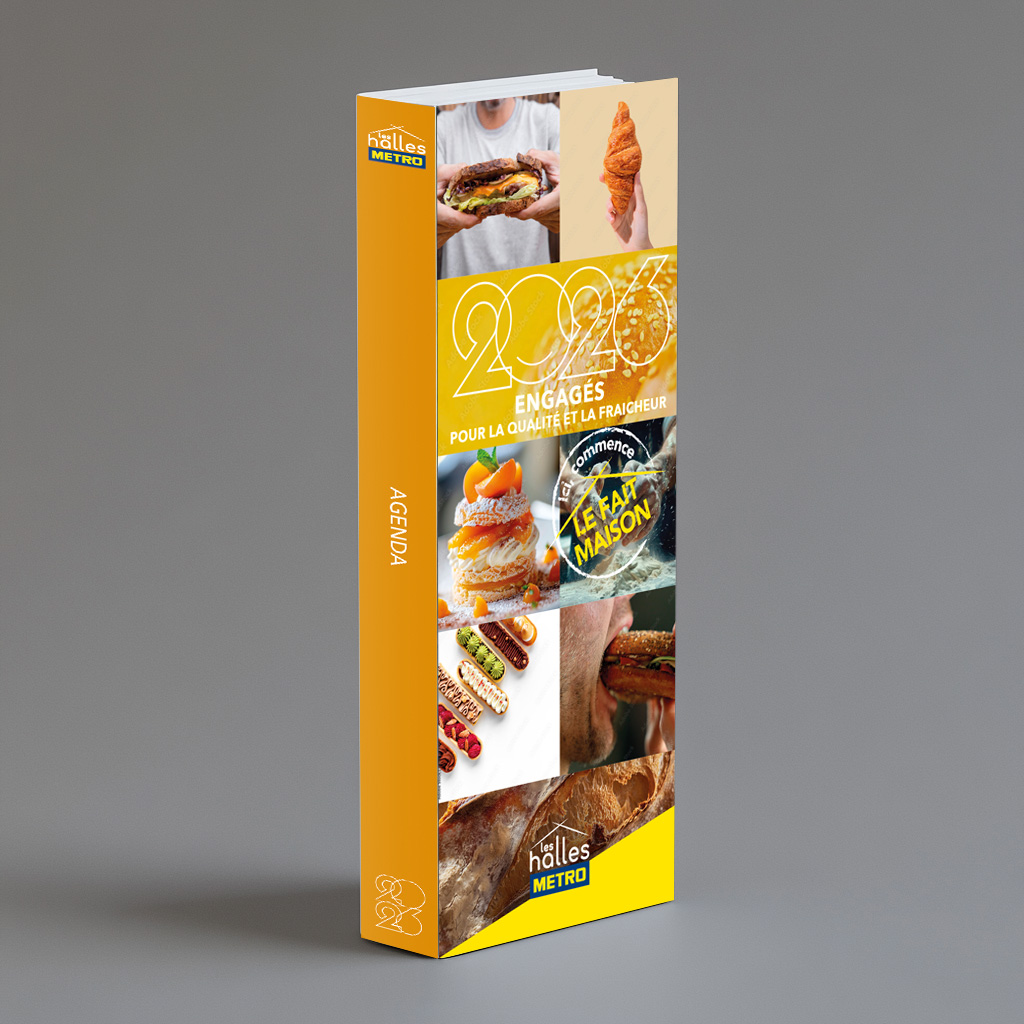 les
halles
METRO
AGENDA
2026
2026
ENGAGÉS
POUR LA QUALITÉ ET LA FRAICHEUR
Ici commence
LE FAIT
MAISON
les
halles
METRO